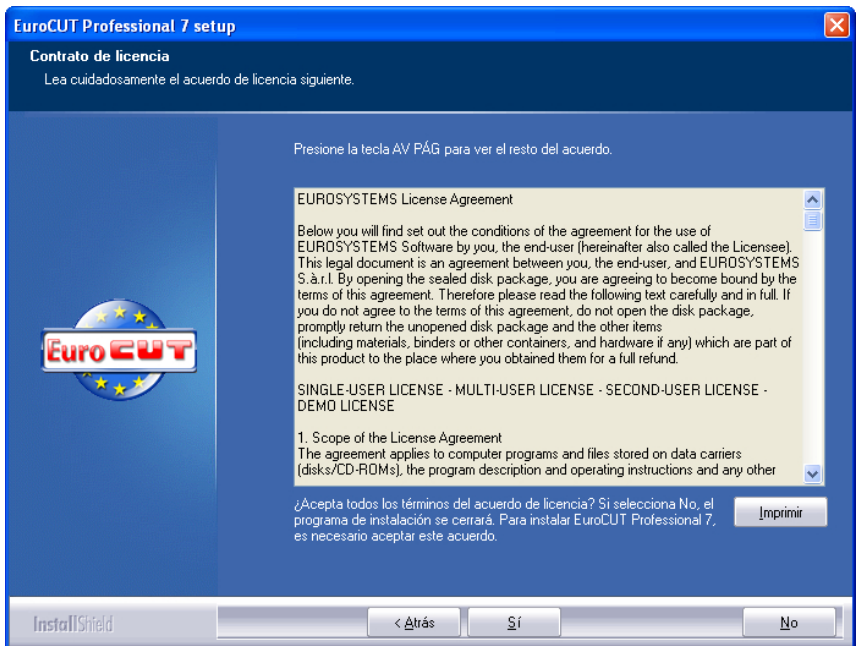 EuroCUT Professional 7 setup
Contrato de licencia
Lea cuidadosamente el acuerdo de licencia siguiente.
Presione la tecla AV PÁG para ver el resto del acuerdo.
EUROSYSTEMS License Agreement
Below you will find set out the conditions of the agreement for the use of
EUROSYSTEMS Software by you, the end-user (hereinafter also called the Licensee).
This legal document is an agreement between you, the end-user, and EUROSYSTEMS
S.à.r.l. By opening the sealed disk package, you are agreeing to become bound by the
terms of this agreement. Therefore please read the following text carefully and in full. If
you do not agree to the terms of this agreement, do not open the disk package,
promptly return the unopened disk package and the other items
(including materials, binders or other containers, and hardware if any) which are part of
this product to the place where you obtained them for a full refund.
SINGLE-USER LICENSE - MULTI-USER LICENSE - SECOND-USER LICENSE -
DEMO LICENSE
1. Scope of the License Agreement
The agreement applies to computer programs and files stored on data carriers
(disks/CD-ROMs), the program description and operating instructions and any other
Euro CUT
¿Acepta todos los términos del acuerdo de licencia? Si selecciona No, el
programa de instalación se cerrará. Para instalar EuroCUT Professional 7,
es necesario aceptar este acuerdo.
Imprimir
InstallShield
< Atrás
Sí
No